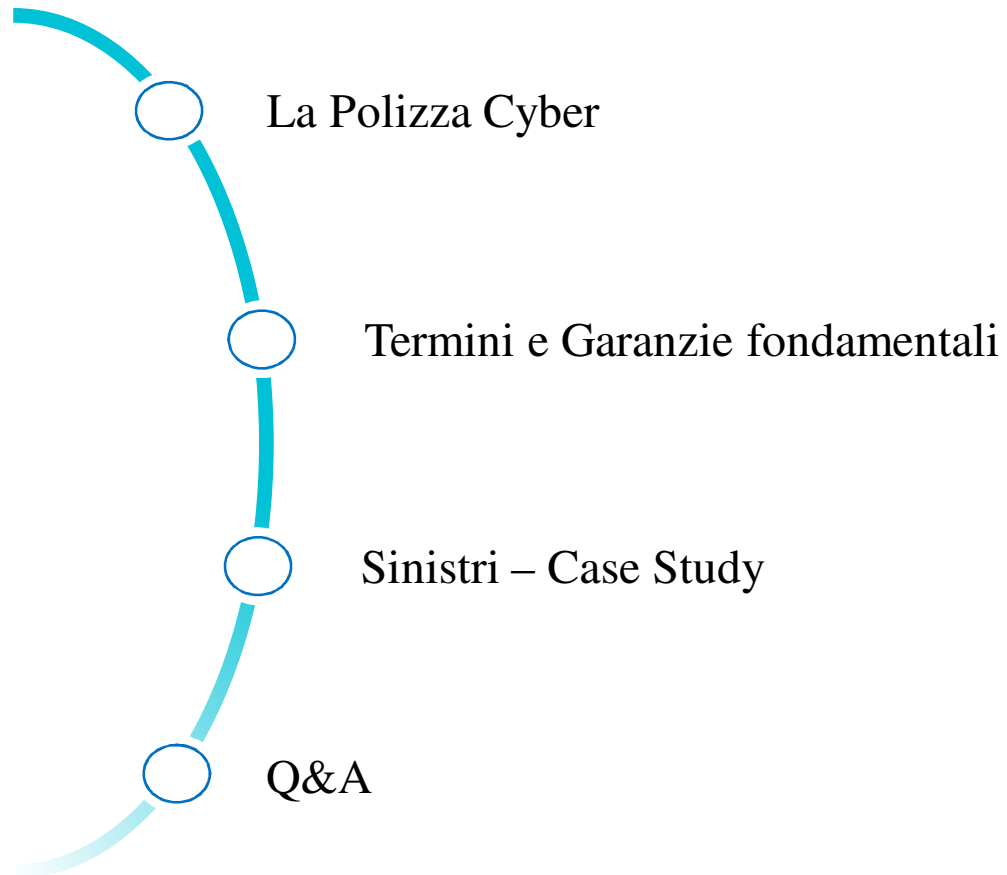 La Polizza Cyber
Termini e Garanzie fondamentali
Sinistri – Case Study
Q&A